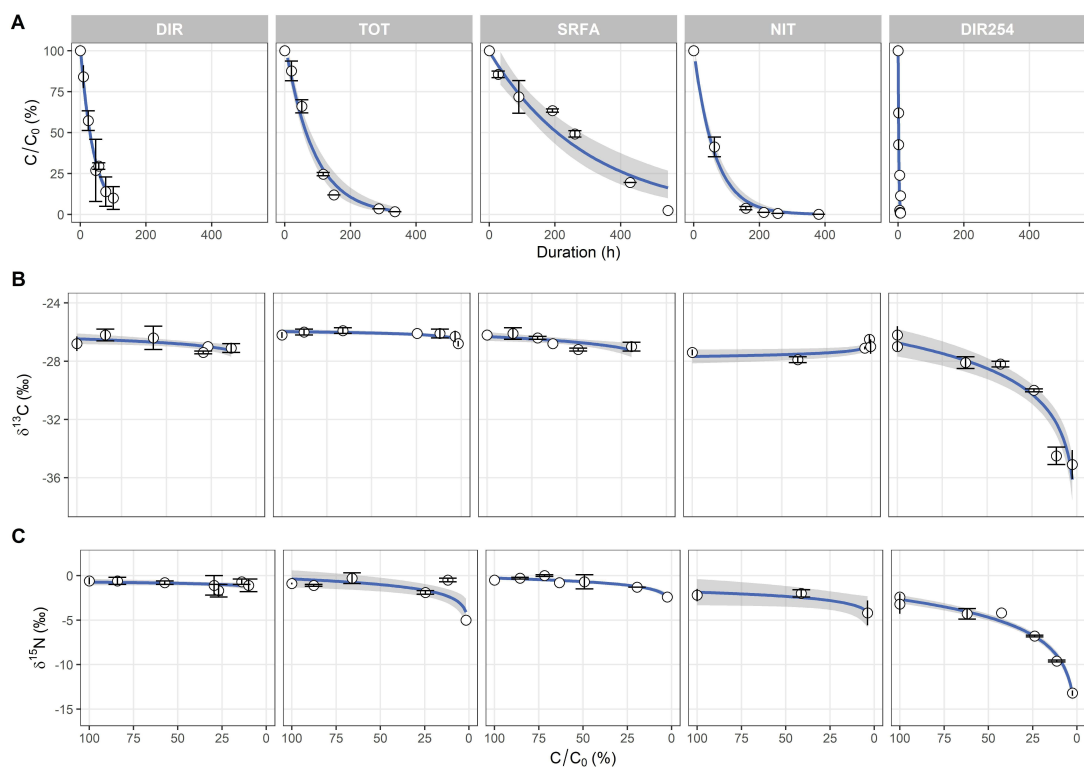 A
DIR TOT SRFA NIT DIR254
C/C0 (%)
100
75
50
25
0
0 200 400 0 200 400 0 200 400 0 200 400 0 200 400
Duration (h)
B
δ13C (‰)
-24
-28
-32
-36
C
δ15N (‰)
0
-5
-10
-15
100 75 50 25 0 100 75 50 25 0 100 75 50 25 0 100 75 50 25 0 100 75 50 25 0
C/C0 (%)